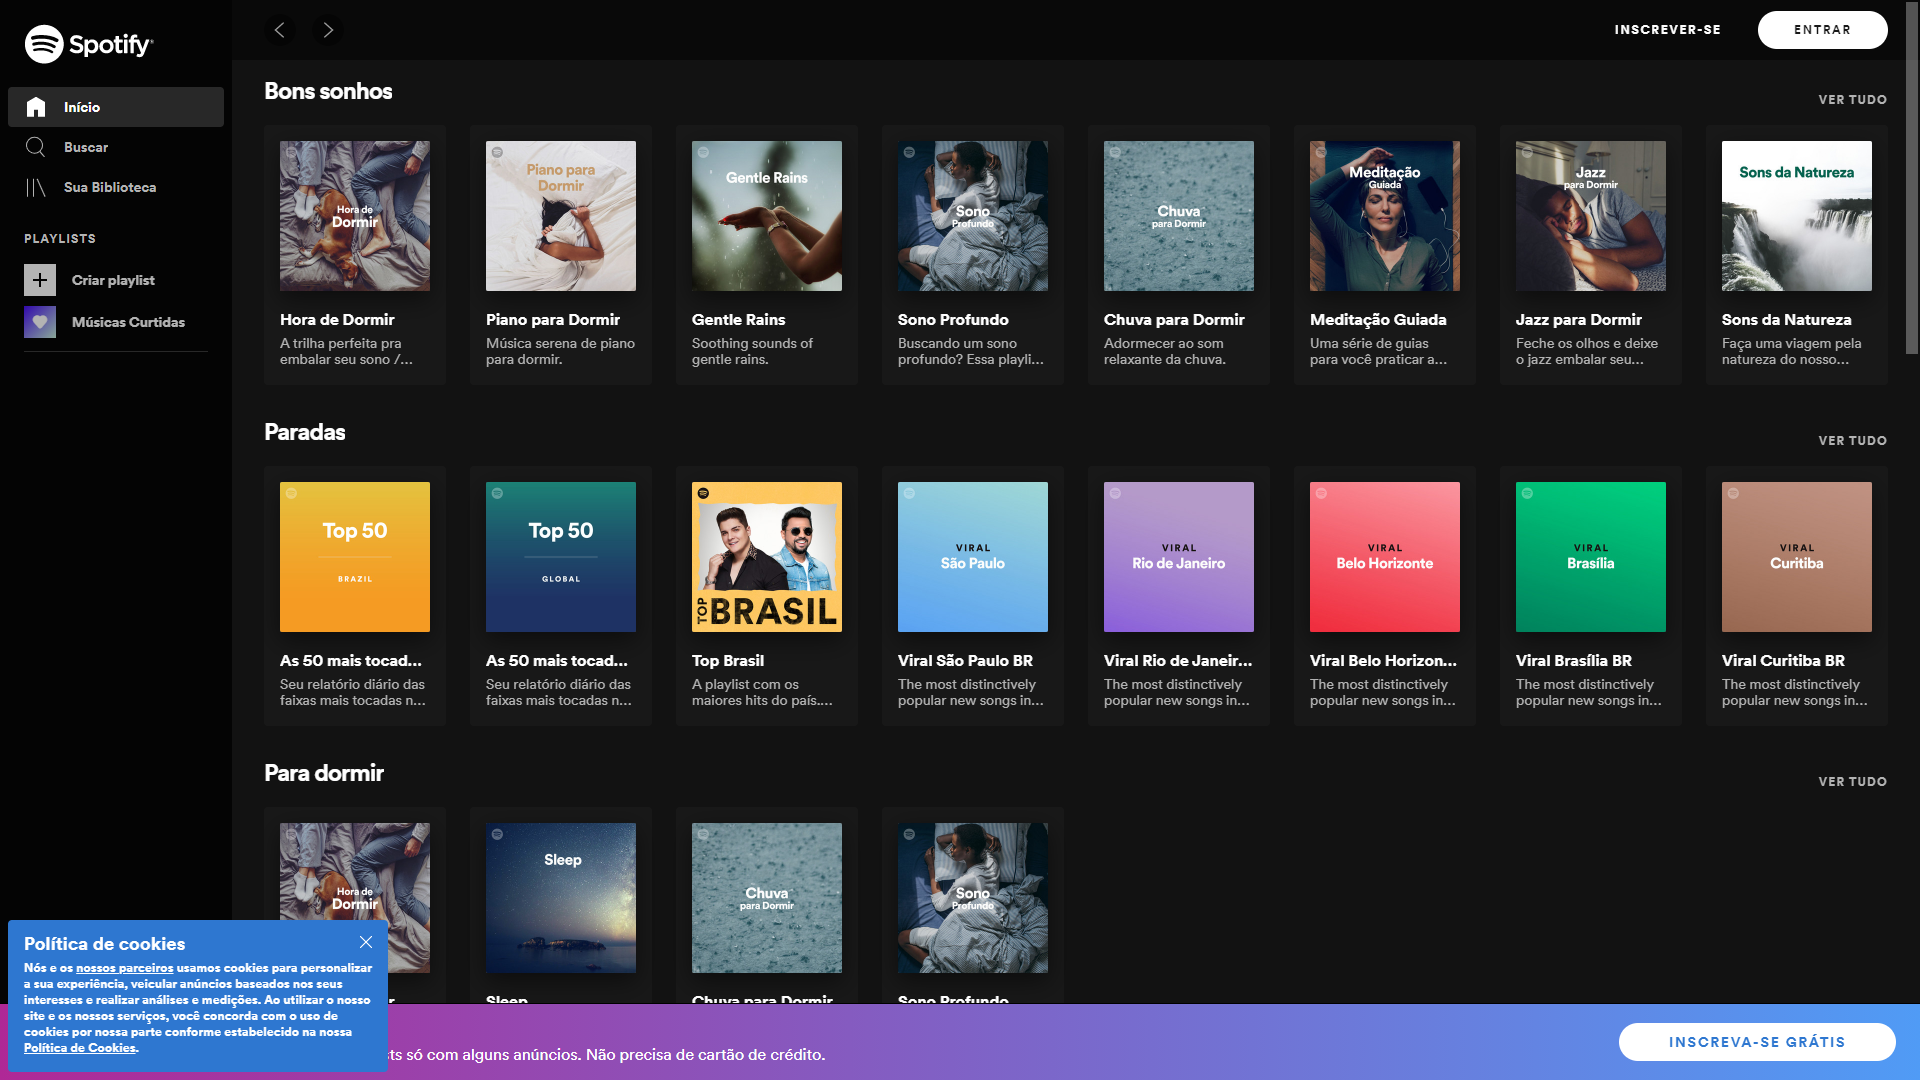 Spotify
Início
Buscar
Sua Biblioteca
PLAYLISTS
Criar playlist
Músicas Curtidas
INSCREVER-SE
ENTRAR
Bons sonhos
VER TUDO
Hora de
Dormir
Piano para
Dormir
Gentle Rains
Sono
Profundo
Chuva
para Dormir
Meditação
Guiada
Jazz
para Dormir
Sons da Natureza
Hora de Dormir
A trilha perfeita pra
embalar seu sono /...
Piano para Dormir
Música serena de piano
para dormir.
Gentle Rains
Soothing sounds of
gentle rains.
Sono Profundo
Buscando um sono
profundo? Essa playli...
Chuva para Dormir
Adormecer ao som
relaxante da chuva.
Meditação Guiada
Uma série de guias
para você praticar a...
Jazz para Dormir
Feche os olhos e deixe
o jazz embalar seu...
Sons da Natureza
Faça uma viagem pela
natureza do nosso...
Paradas
VER TUDO
Top 50
BRAZIL
Top 50
GLOBAL
TOP BRASIL
VIRAL
São Paulo
VIRAL
Rio de Janeiro
VIRAL
Belo Horizonte
VIRAL
Brasília
VIRAL
Curitiba
As 50 mais tocad...
Seu relatório diário das
faixas mais tocadas n...
As 50 mais tocad...
Seu relatório diário das
faixas mais tocadas n...
Top Brasil
A playlist com os
maiores hits do país....
Viral São Paulo BR
The most distinctively
popular new songs in...
Viral Rio de Janeir...
The most distinctively
popular new songs in...
Viral Belo Horizon...
The most distinctively
popular new songs in...
Viral Brasília BR
The most distinctively
popular new songs in...
Viral Curitiba BR
The most distinctively
popular new songs in...
Para dormir
VER TUDO
Hora de
Dormir
Sleep
Chuva
para Dormir
Sono
Profundo
Sleep
Chuva para Dormir
Sono Profundo
Política de cookies
Nós e os nossos parceiros usamos cookies para personalizar
a sua experiência, veicular anúncios baseados nos seus
interesses e realizar análises e medições. Ao utilizar o nosso
site e os nossos serviços, você concorda com o uso de
cookies por nossa parte conforme estabelecido na nossa
Política de Cookies.
só com alguns anúncios. Não precisa de cartão de crédito.
INSCREVA-SE GRÁTIS